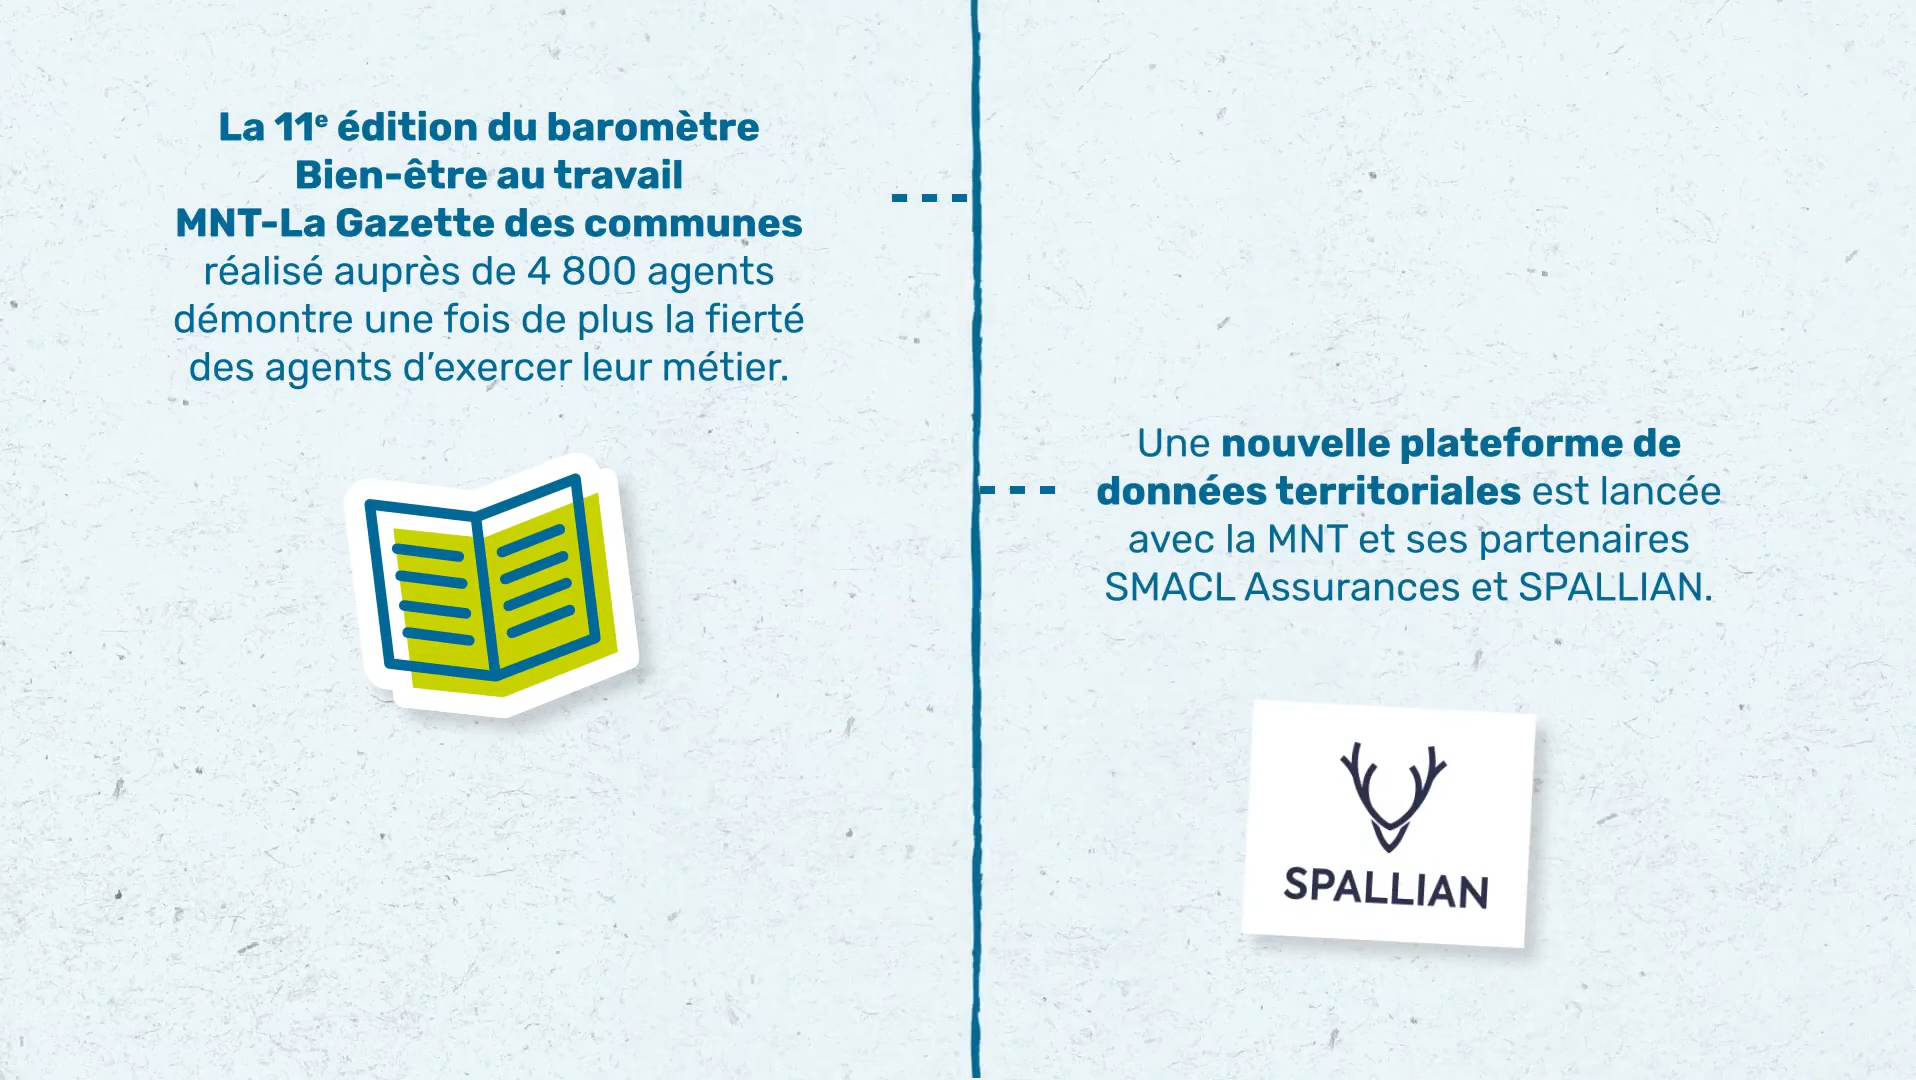 La 11e édition du baromètre
Bien-être au travail
MNT-La Gazette des communes
réalisé auprès de 4 800 agents
démontre une fois de plus la fierté
des agents d’exercer leur métier.
Une nouvelle plateforme de
données territoriales est lancée
avec la MNT et ses partenaires
SMACL Assurances et SPALLIAN.
SPALLIAN